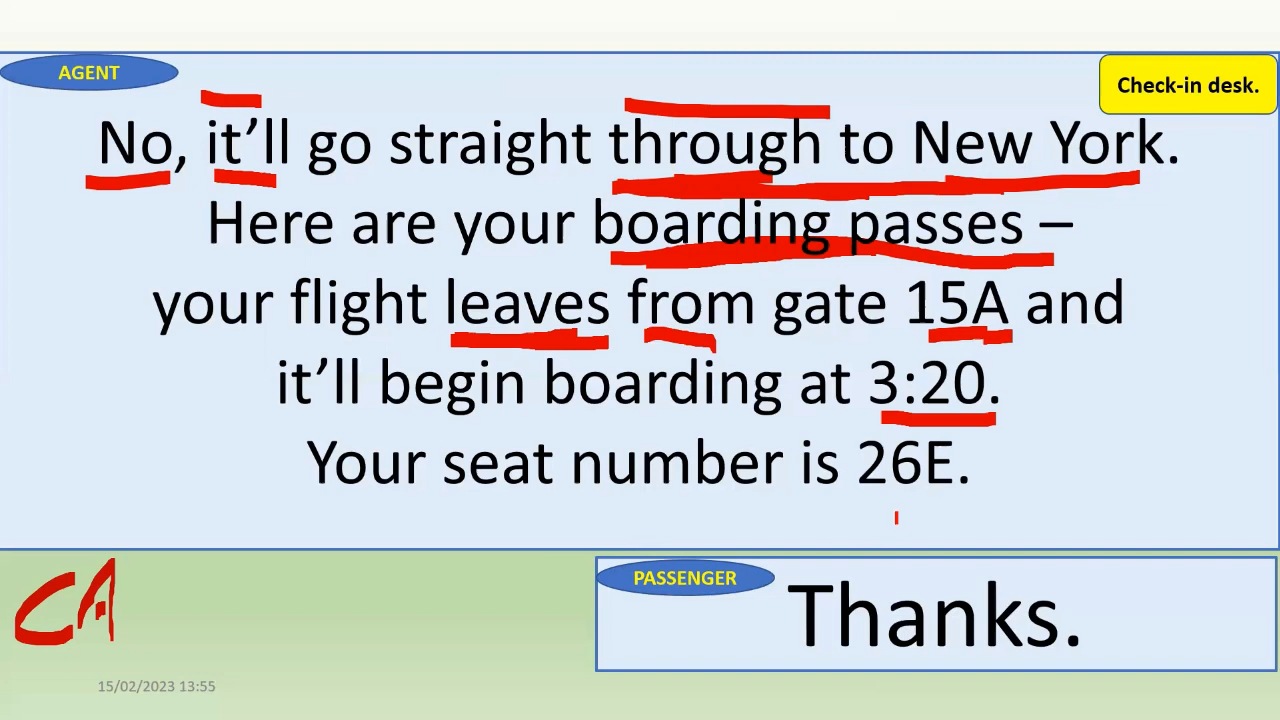 AGENT
Check-in desk.
No, it’ll go straight through to New York.
Here are your boarding passes –
your flight leaves from gate 15A and
it’ll begin boarding at 3:20.
Your seat number is 26E.
CA
PASSENGER
Thanks.
15/02/2023 13:55